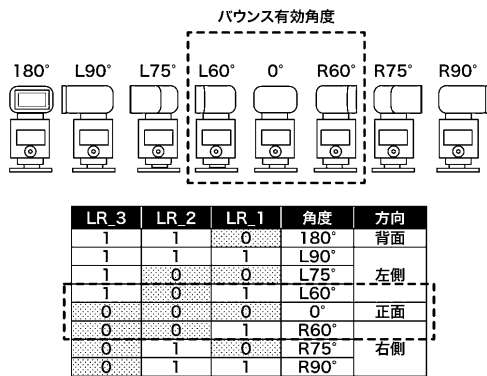 バウンス有効角度
180° L90° L75° L60° 0° R60° R75° R90°
LR_3 LR_2 LR_1 角度 方向
1 1 0 180° 背面
1 1 1 L90°
1 0 0 L75° 左側
1 0 1 L60°
0 0 0 0° 正面
0 0 1 R60°
0 1 0 R75° 右側
0 1 1 R90°